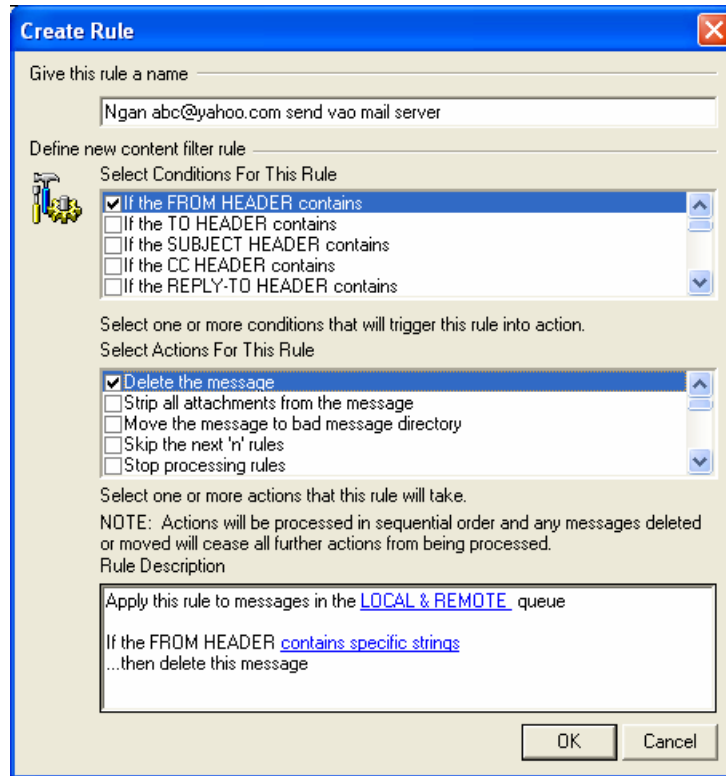 Create Rule
Give this rule a name
Ngan abc@yahoo.com send vao mail server
Define new content filter rule
Select Conditions For This Rule
If the FROM HEADER contains
If the TO HEADER contains
If the SUBJECT HEADER contains
If the CC HEADER contains
If the REPLY-TO HEADER contains
Select one or more conditions that will trigger this rule into action.
Select Actions For This Rule
Delete the message
Strip all attachments from the message
Move the message to bad message directory
Skip the next 'n' rules
Stop processing rules
Select one or more actions that this rule will take.
NOTE: Actions will be processed in sequential order and any messages deleted
or moved will cease all further actions from being processed.
Rule Description
Apply this rule to messages in the LOCAL & REMOTE queue
If the FROM HEADER contains specific strings
...then delete this message
OK Cancel